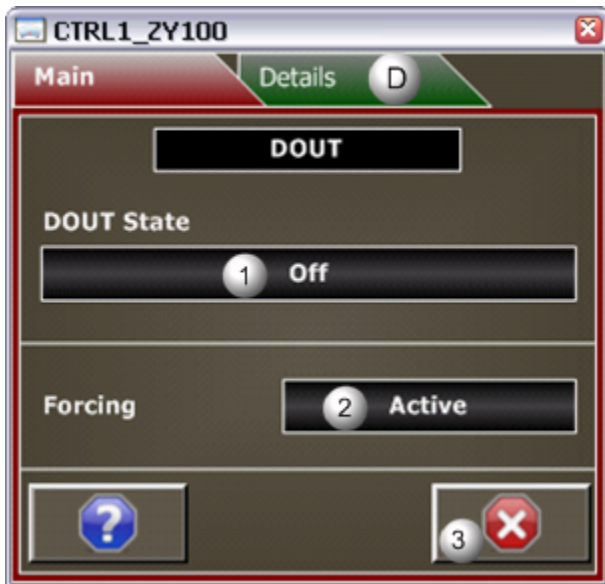 CTRL1_ZY100
Main Details D
DOUT
DOUT State
1 Off
Forcing 2 Active
? 3